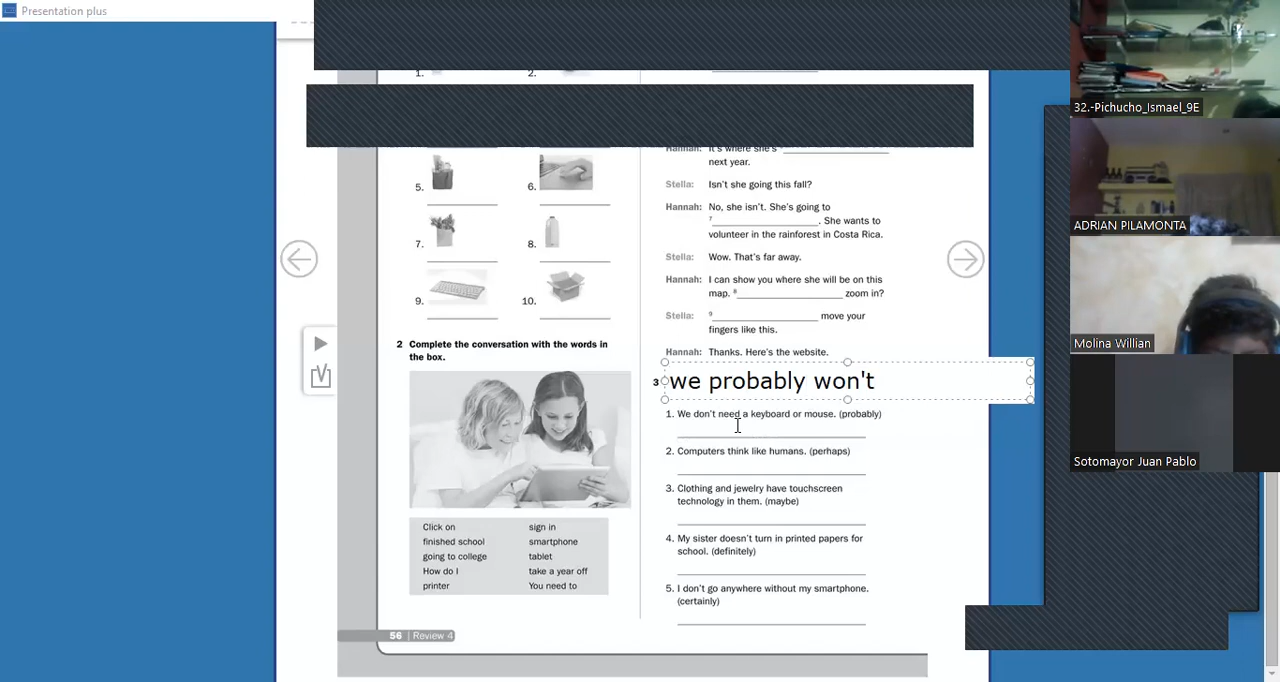 Presentation plus
1.
2.
5.
6.
7.
8.
9.
10.
2 Complete the conversation with the words in
the box.
Click on
finished school
going to college
How do I
printer
sign in
smartphone
tablet
take a year off
You need to
56 | Review 4
Hannah: It's where she's
next year.
Stella: Isn't she going this fall?
Hannah: No, she isn't. She's going to
7 . She wants to
volunteer in the rainforest in Costa Rica.
Stella: Wow. That's far away.
Hannah: I can show you where she will be on this
map. 8 zoom in?
Stella: 9 move your
fingers like this.
Hannah: Thanks. Here's the website.
3 we probably won't
1. We don't need a keyboard or mouse. (probably)
2. Computers think like humans. (perhaps)
3. Clothing and jewelry have touchscreen
technology in them. (maybe)
4. My sister doesn't turn in printed papers for
school. (definitely)
5. I don't go anywhere without my smartphone.
(certainly)
32.-Pichucho_Ismael_9E
ADRIAN PILAMONTA
Molina Willian
Sotomayor Juan Pablo